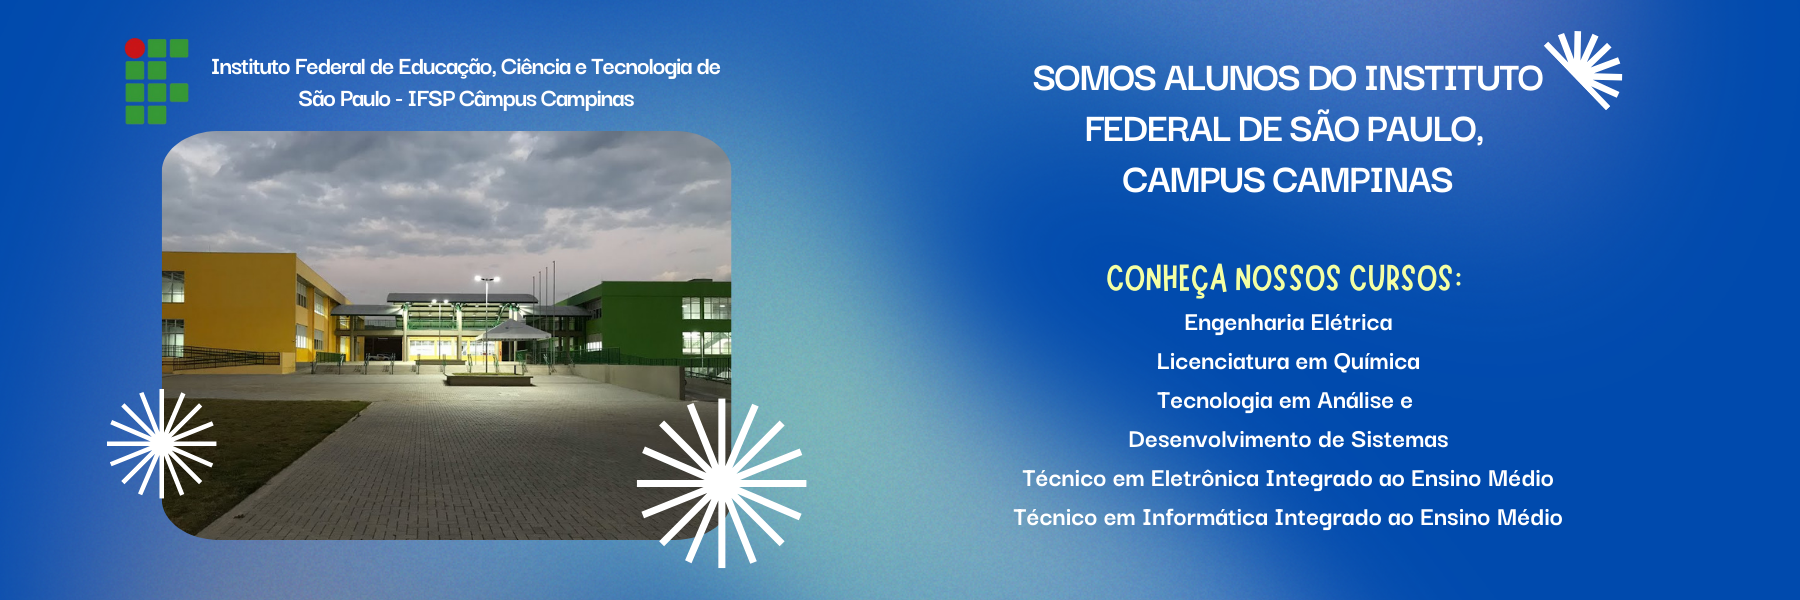 Instituto Federal de Educação, Ciência e Tecnologia de
São Paulo - IFSP Câmpus Campinas
SOMOS ALUNOS DO INSTITUTO
FEDERAL DE SÃO PAULO,
CAMPUS CAMPINAS
CONHEÇA NOSSOS CURSOS:
Engenharia Elétrica
Licenciatura em Química
Tecnologia em Análise e
Desenvolvimento de Sistemas
Técnico em Eletrônica Integrado ao Ensino Médio
Técnico em Informática Integrado ao Ensino Médio